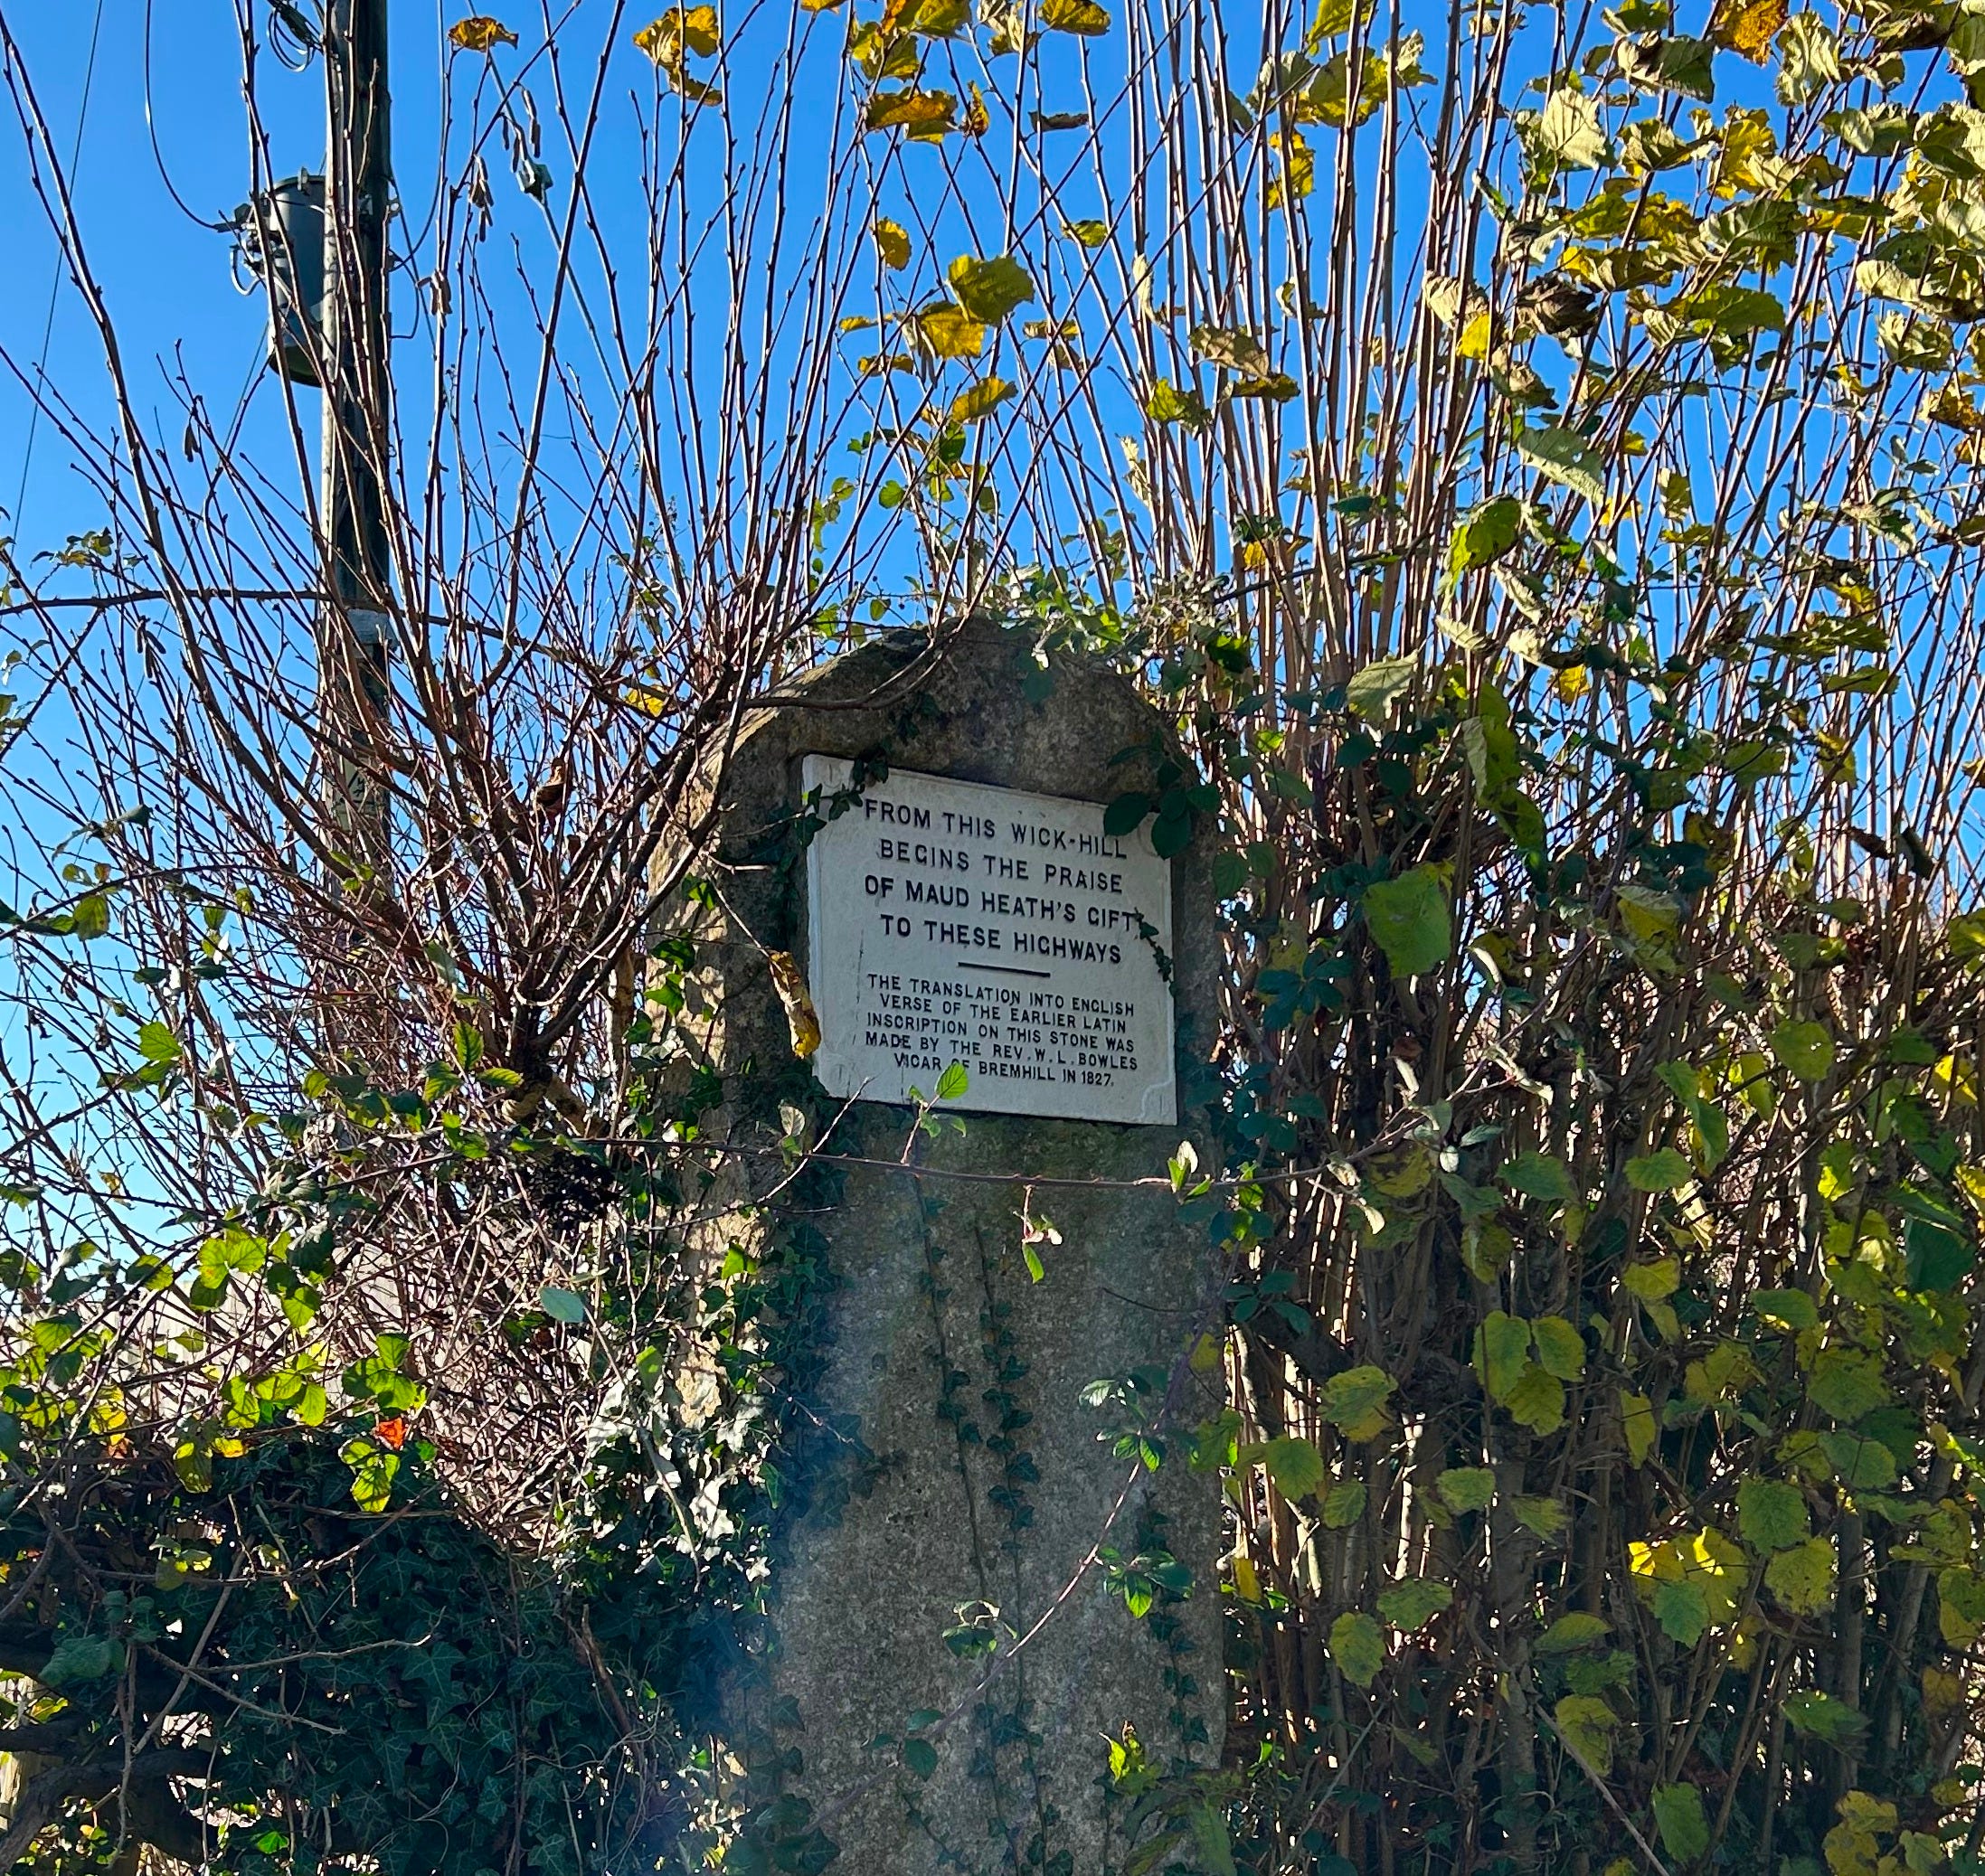 FROM THIS WICK-HILL
BEGINS THE PRAISE
OF MAUD HEATH'S GIFT
TO THESE HIGHWAYS
THE TRANSLATION INTO ENGLISH
VERSE OF THE EARLIER LATIN
INSCRIPTION ON THIS STONE WAS
MADE BY THE REV. W. L. BOWLES
VICAR OF BREMHILL IN 1827.